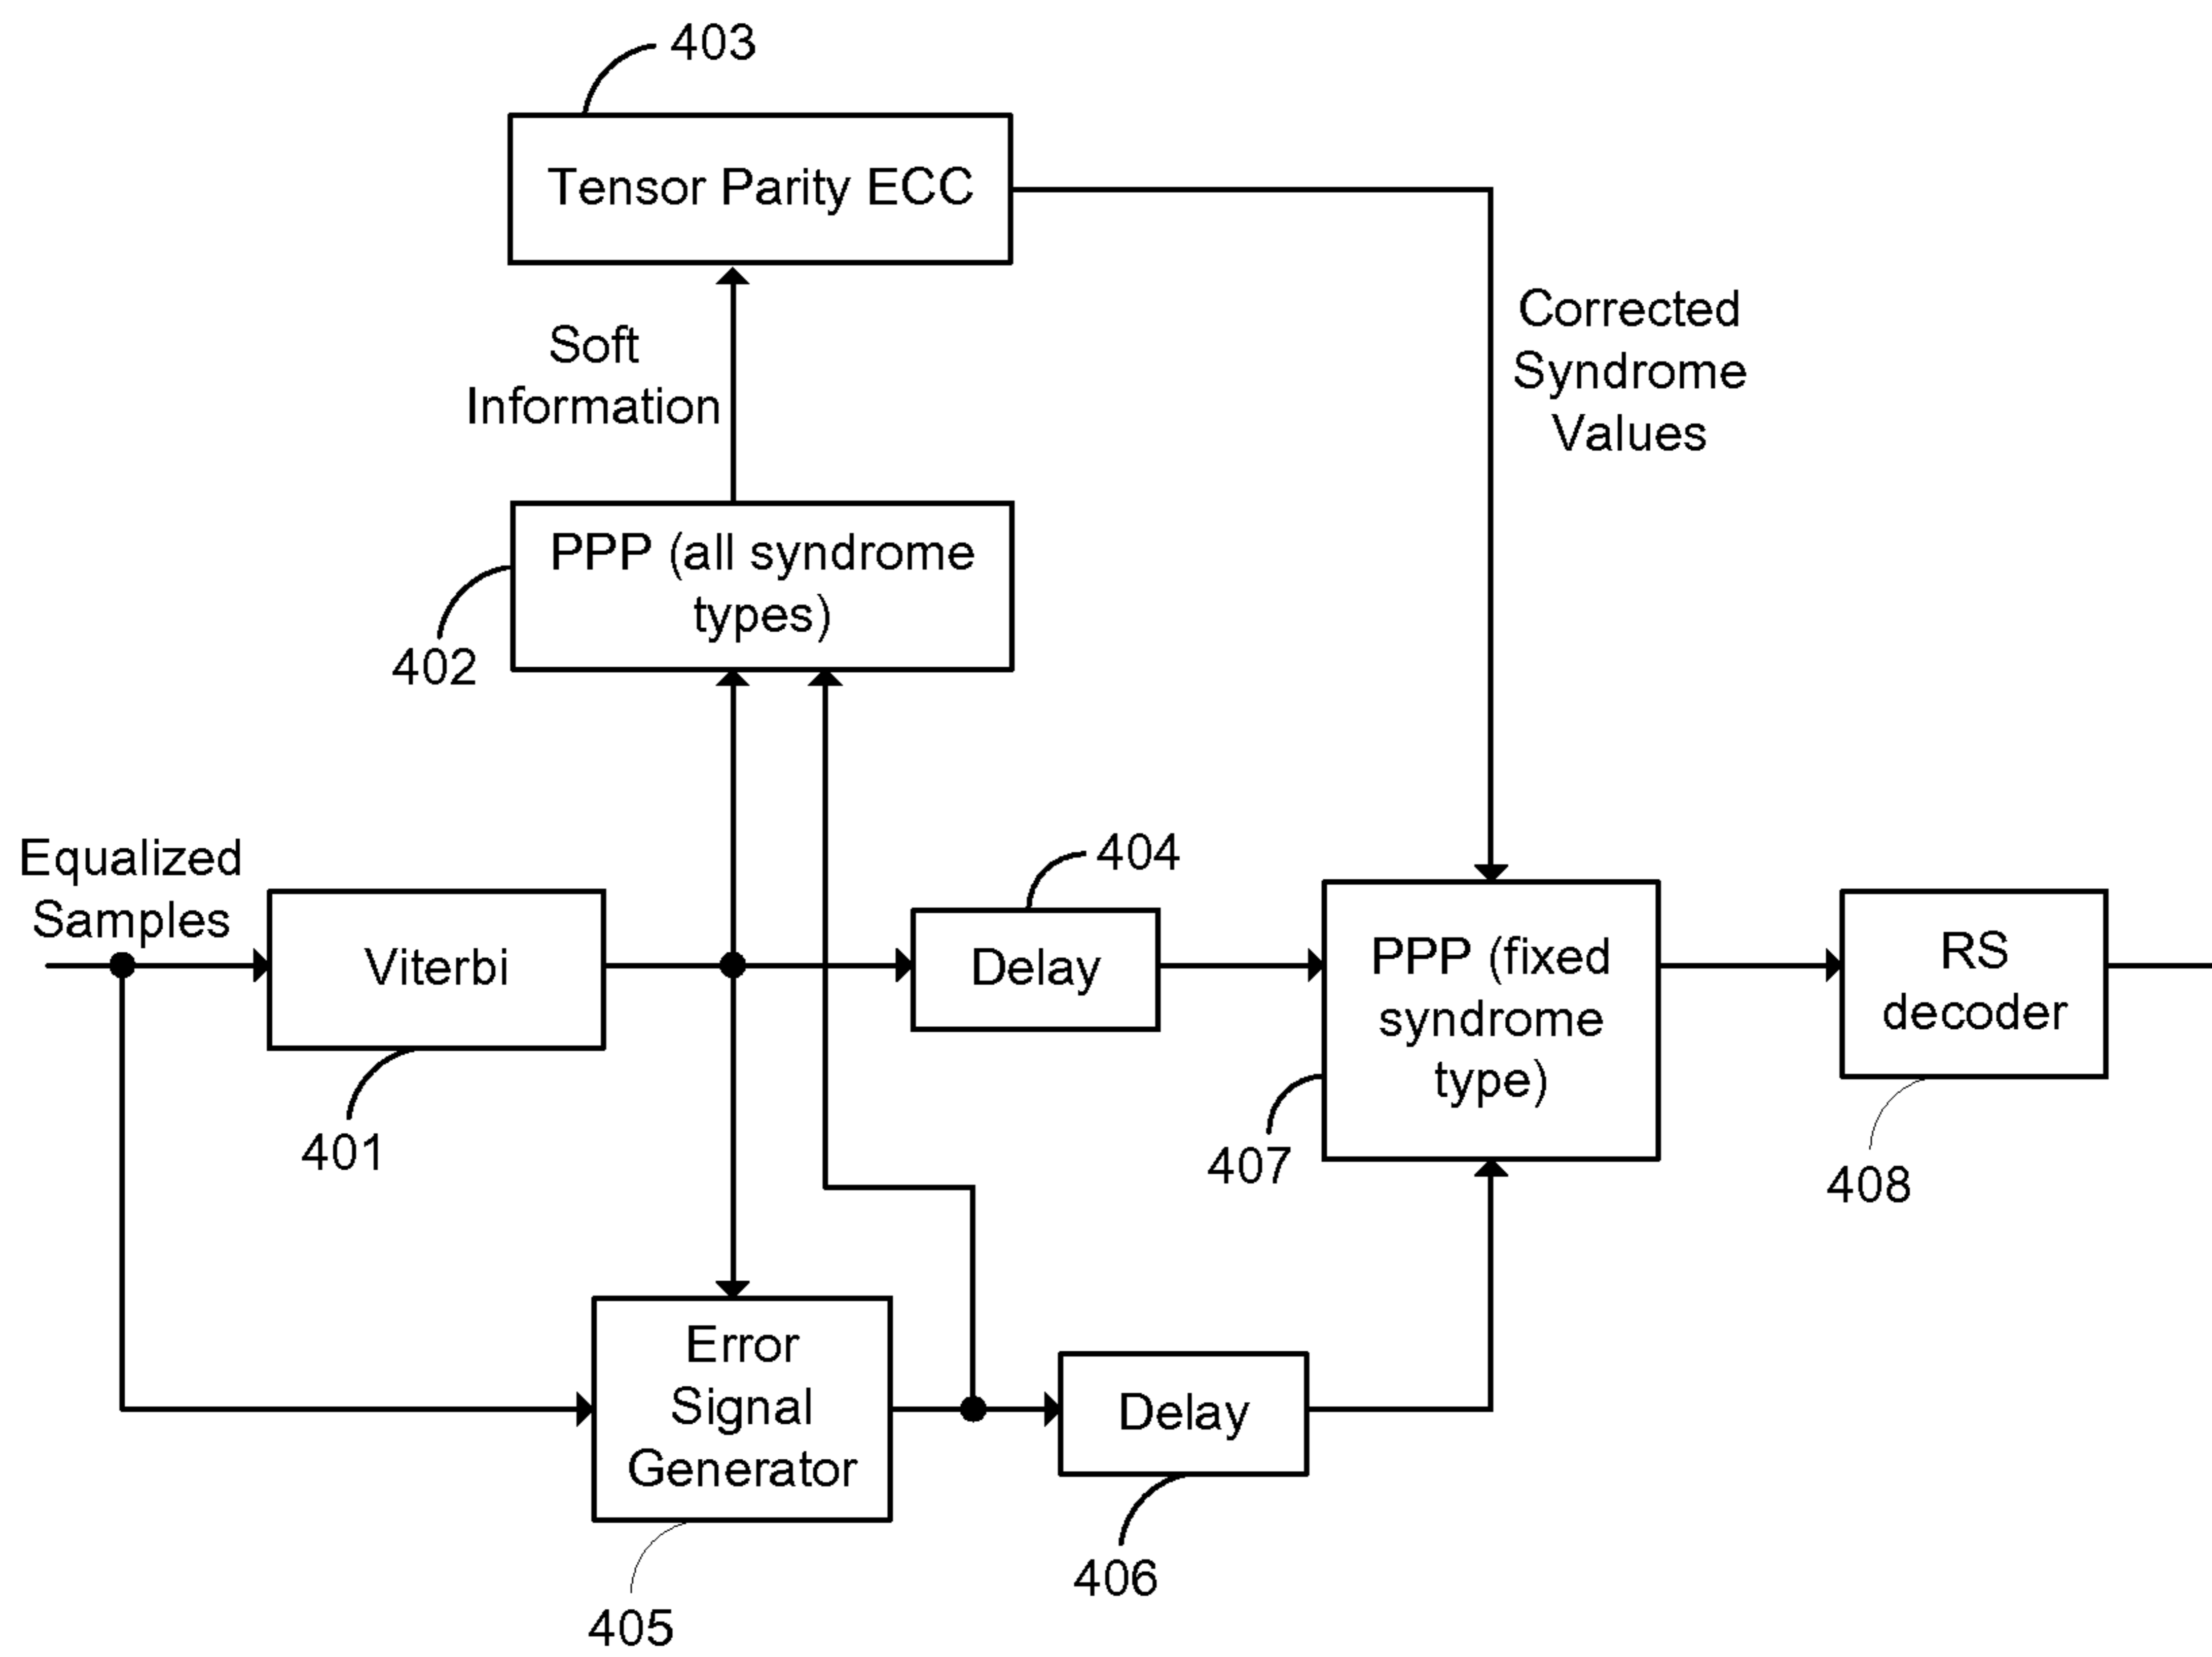 403
Tensor Parity ECC
Soft
Information
Corrected
Syndrome
Values
PPP (all syndrome
types)
402
Equalized
Samples
Viterbi
401
404
Delay
PPP (fixed
syndrome
type)
407
RS
decoder
408
Error
Signal
Generator
405
Delay
406